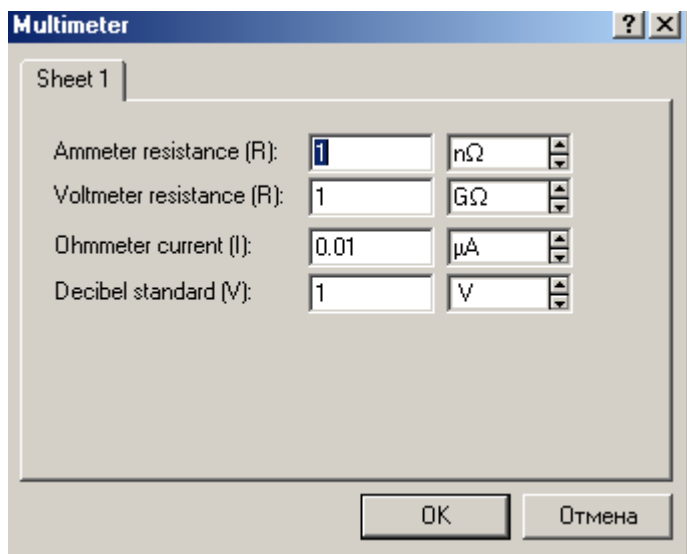 Multimeter
Sheet 1
Ammeter resistance (R): 1 nΩ
Voltmeter resistance (R): 1 GΩ
Ohmmeter current (I): 0.01 µA
Decibel standard (V): 1 V
OK Отмена